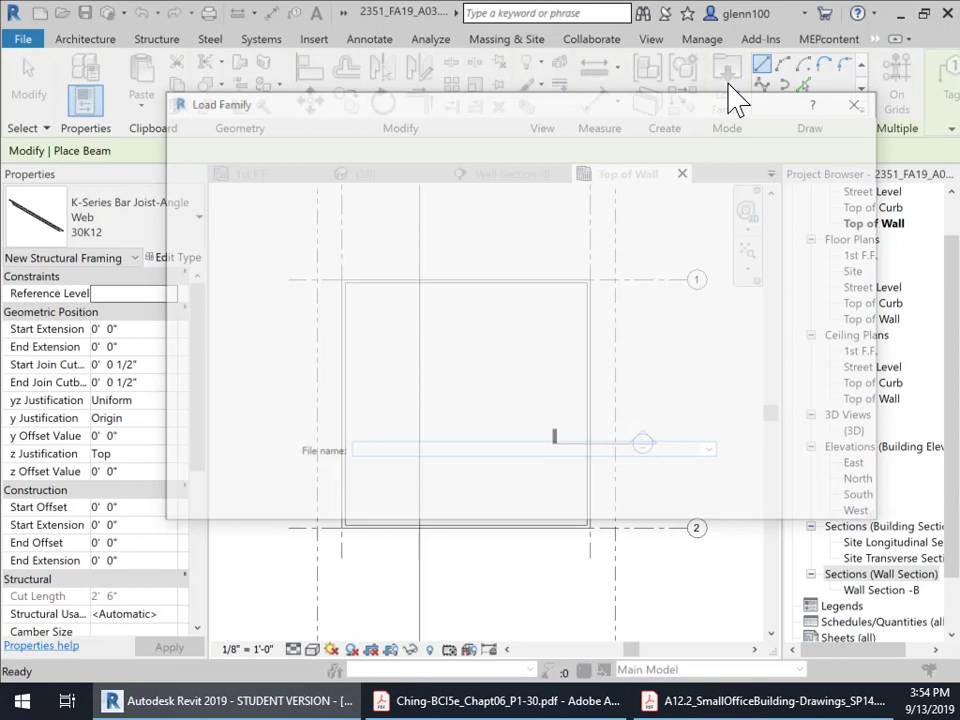 2351_FA19_A03....
Type a keyword or phrase
glenn100
File
Architecture
Structure
Steel
Systems
Insert
Annotate
Analyze
Massing & Site
Collaborate
View
Manage
Add-Ins
MEPcontent
Modify
Paste
On
Grids
Load Family
Select
Properties
Clipboard
Geometry
Modify
View
Measure
Create
Mode
Draw
Multiple
Modify | Place Beam
Properties
1st F.F.
(3D)
Wall Section -B
Top of Wall
Project Browser - 2351_FA19_A0...
K-Series Bar Joist-Angle
Web
30K12
New Structural Framing
Edit Type
Constraints
Reference Level
Geometric Position
Start Extension 0' 0"
End Extension 0' 0"
Start Join Cut... 0' 0 1/2"
End Join Cutb... 0' 0 1/2"
yz Justification Uniform
y Justification Origin
y Offset Value 0' 0"
z Justification Top
z Offset Value 0' 0"
Construction
Start Offset 0' 0"
Start Extension 0' 0"
End Offset 0' 0"
End Extension 0' 0"
Structural
Cut Length 2' 6"
Structural Usa... <Automatic>
Camber Size
Properties help
Apply
1
File name:
2
Street Level
Top of Curb
Top of Wall
Floor Plans
1st F.F.
Site
Street Level
Top of Curb
Top of Wall
Ceiling Plans
1st F.F.
Street Level
Top of Curb
Top of Wall
3D Views
(3D)
Elevations (Building Elev
East
North
South
West
Sections (Building Secti
Site Longitudinal Se
Site Transverse Sect
Sections (Wall Section)
Wall Section -B
Legends
Schedules/Quantities (all
Sheets (all)
1/8" = 1'-0"
Ready
:0
Main Model
Autodesk Revit 2019 - STUDENT VERSION - [...
Ching-BCI5e_Chapt06_P1-30.pdf - Adobe A...
A12.2_SmallOfficeBuilding-Drawings_SP14....
3:54 PM
9/13/2019